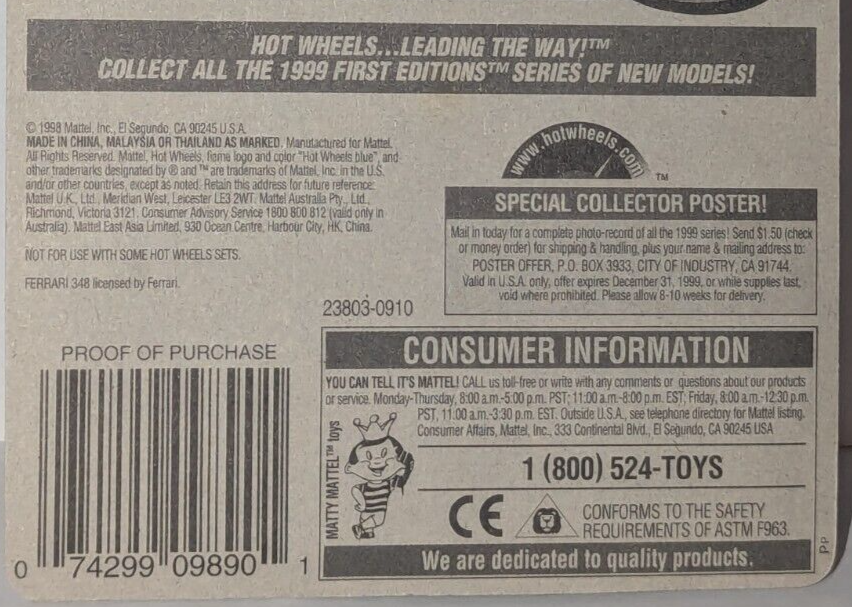 HOT WHEELS...LEADING THE WAY!™
COLLECT ALL THE 1999 FIRST EDITIONS™ SERIES OF NEW MODELS!
© 1998 Mattel, Inc., El Segundo, CA 90245 U.S.A.
MADE IN CHINA, MALAYSIA OR THAILAND AS MARKED. Manufactured for Mattel.
All Rights Reserved. Mattel, Hot Wheels, flame logo and color "Hot Wheels blue", and
other trademarks designated by ® and ™ are trademarks of Mattel, Inc. in the U.S.
and/or other countries, except as noted. Retain this address for future reference:
Mattel U.K., Ltd., Meridian West, Leicester LE3 2WT. Mattel Australia Pty., Ltd.,
Richmond, Victoria 3121. Consumer Advisory Service 1800 800 812 (valid only in
Australia). Mattel East Asia Limited, 930 Ocean Centre, Harbour City, HK, China.
NOT FOR USE WITH SOME HOT WHEELS SETS.
FERRARI 348 licensed by Ferrari.
23803-0910
www.hotwheels.com
TM
SPECIAL COLLECTOR POSTER!
Mail in today for a complete photo-record of all the 1999 series! Send $1.50 (check
or money order) for shipping & handling, plus your name & mailing address to:
POSTER OFFER, P.O. BOX 3933, CITY OF INDUSTRY, CA 91744.
Valid in U.S.A. only, offer expires December 31, 1999, or while supplies last,
void where prohibited. Please allow 8-10 weeks for delivery.
PROOF OF PURCHASE
0 74299 09890 1
CONSUMER INFORMATION
YOU CAN TELL IT'S MATTEL! CALL us toll-free or write with any comments or questions about our products
or service. Monday-Thursday, 8:00 a.m.-5:00 p.m. PST; 11:00 a.m.-8:00 p.m. EST; Friday, 8:00 a.m.-12:30 p.m.
PST, 11:00 a.m.-3:30 p.m. EST. Outside U.S.A., see telephone directory for Mattel listing.
Consumer Affairs, Mattel, Inc., 333 Continental Blvd., El Segundo, CA 90245 USA
MATTY MATTEL™ toys
1 (800) 524-TOYS
CE
CONFORMS TO THE SAFETY
REQUIREMENTS OF ASTM F963.
We are dedicated to quality products.
P.P.